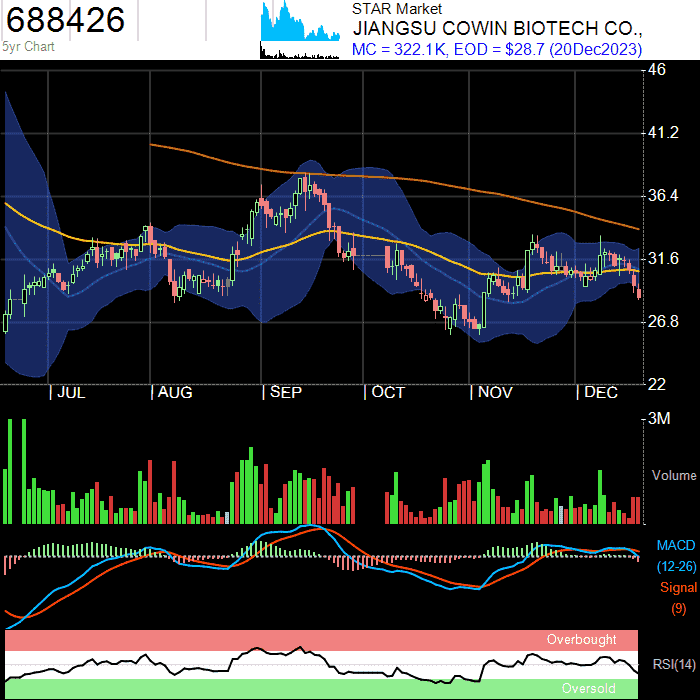 688426
5yr Chart
STAR Market
JIANGSU COWIN BIOTECH CO.,
MC = 322.1K, EOD = $28.7 (20Dec2023)
46
41.2
36.4
31.6
26.8
22
JUL AUG SEP OCT NOV DEC
3M
Volume
MACD
(12-26)
Signal
(9)
Overbought
RSI(14)
Oversold